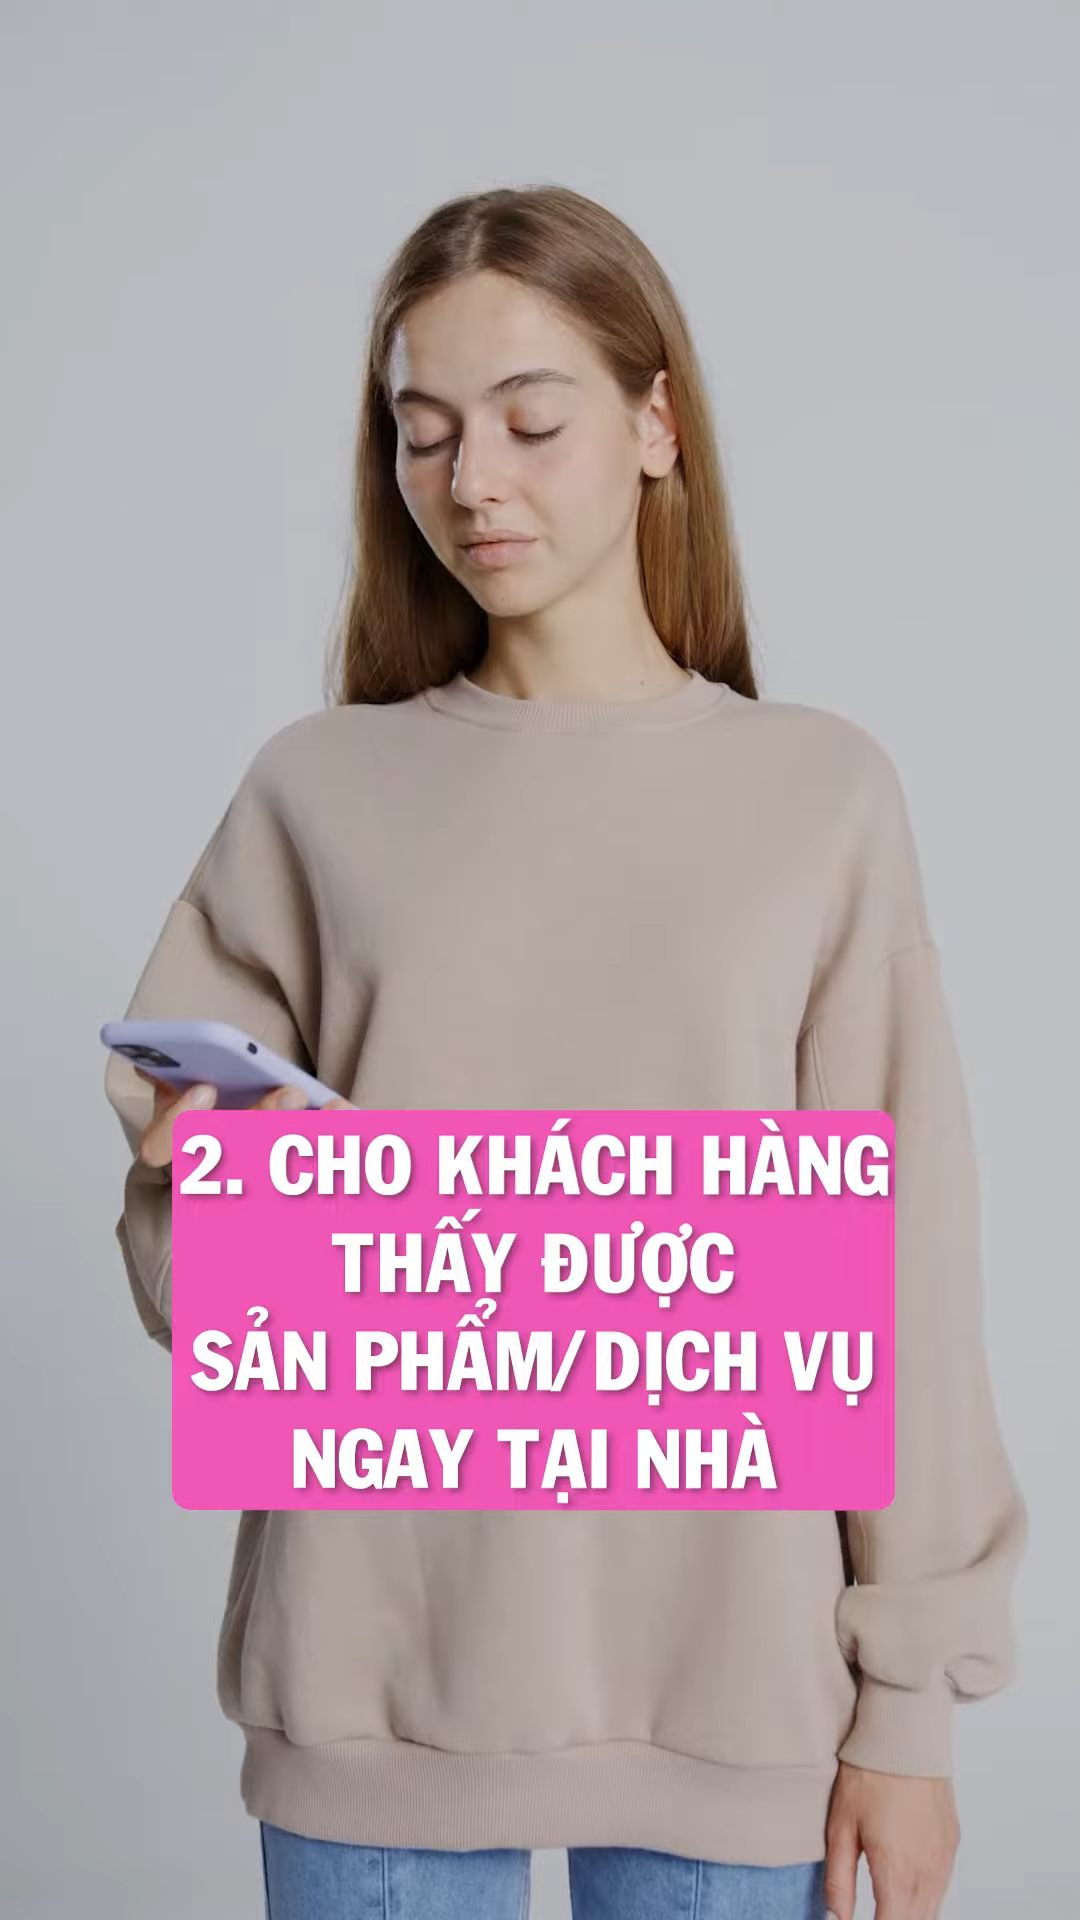 2. CHO KHÁCH HÀNG
THẤY ĐƯỢC
SẢN PHẨM/DỊCH VỤ
NGAY TẠI NHÀ